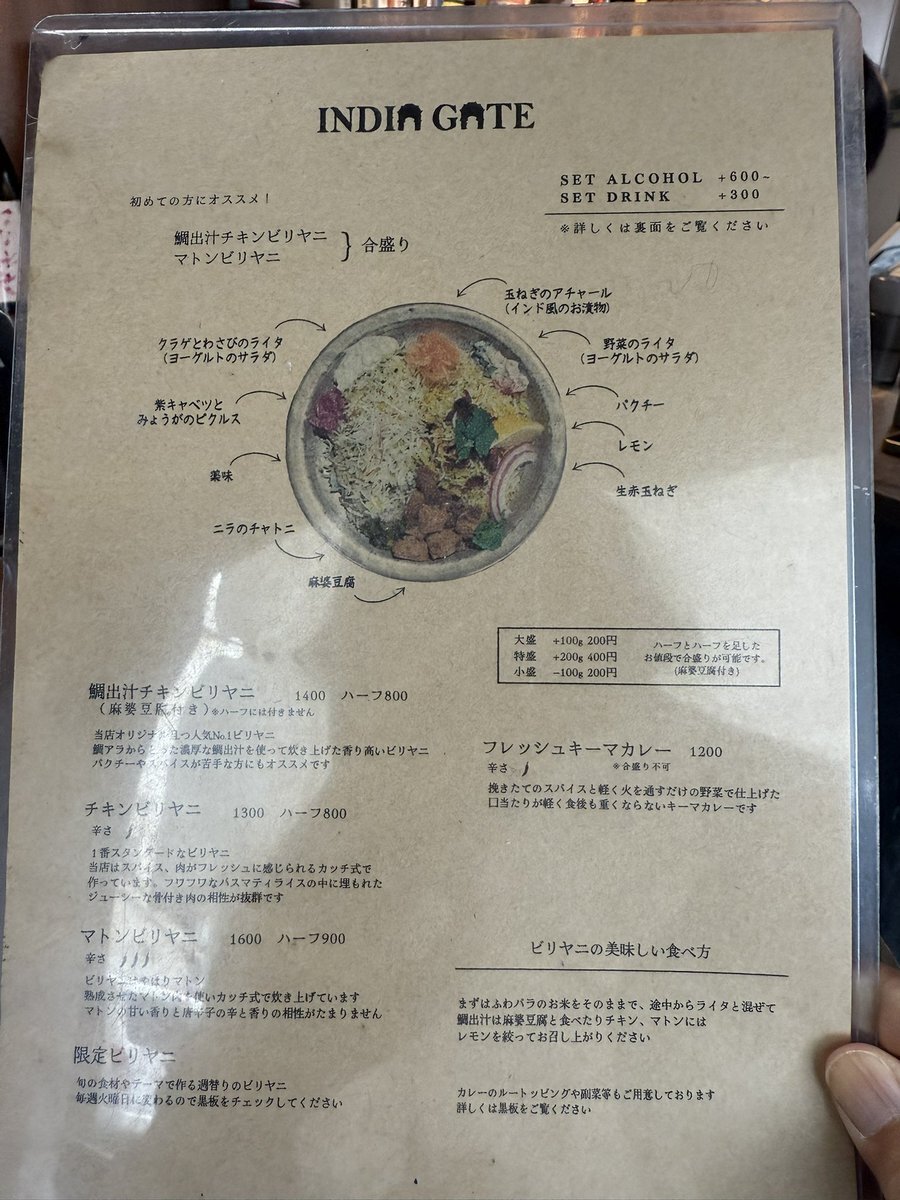 INDIA GATE
SET ALCOHOL +600~
SET DRINK +300
※詳しくは裏面をご覧ください
初めての方にオススメ!
鯛出汁チキンビリヤニ
マトンビリヤニ
合盛り
玉ねぎのアチャール
(インド風のお漬物)
クラゲとわさびのライタ
(ヨーグルトのサラダ)
野菜のライタ
(ヨーグルトのサラダ)
紫キャベツと
みょうがのピクルス
パクチー
レモン
薬味
生赤玉ねぎ
ニラのチャトニ
麻婆豆腐
大盛 +100g 200円
特盛 +200g 400円
小盛 -100g 200円
ハーフとハーフを足した
お値段で合盛りが可能です。
(麻婆豆腐付き)
鯛出汁チキンビリヤニ 1400 ハーフ800
(麻婆豆腐付き)※ハーフには付きません
当店オリジナル且つ人気No.1ビリヤニ
鯛アラからとった濃厚な鯛出汁を使って炊き上げた香り高いビリヤニ
パクチーやスパイスが苦手な方にもオススメです
チキンビリヤニ 1300 ハーフ800
辛さ
1番スタンダードなビリヤニ
当店はスパイス、肉がフレッシュに感じられるカッチ式で
作っています。フワフワなバスマティライスの中に埋もれた
ジューシーな骨付き肉の相性が抜群です
マトンビリヤニ 1600 ハーフ900
辛さ
ビリヤニはやはりマトン
熟成させたマトン肉を使いカッチ式で炊き上げています
マトンの甘い香りと唐辛子の辛と香りの相性がたまりません
限定ビリヤニ
旬の食材やテーマで作る週替りのビリヤニ
毎週火曜日に変わるので黒板をチェックしてください
フレッシュキーマカレー 1200
辛さ ※合盛り不可
挽きたてのスパイスと軽く火を通すだけの野菜で仕上げた
口当たりが軽く食後も重くならないキーマカレーです
ビリヤニの美味しい食べ方
まずはふわパラのお米をそのままで、途中からライタと混ぜて
鯛出汁は麻婆豆腐と食べたりチキン、マトンには
レモンを絞ってお召し上がりください
カレーのルートッピングや副菜等もご用意しております
詳しくは黒板をご覧ください